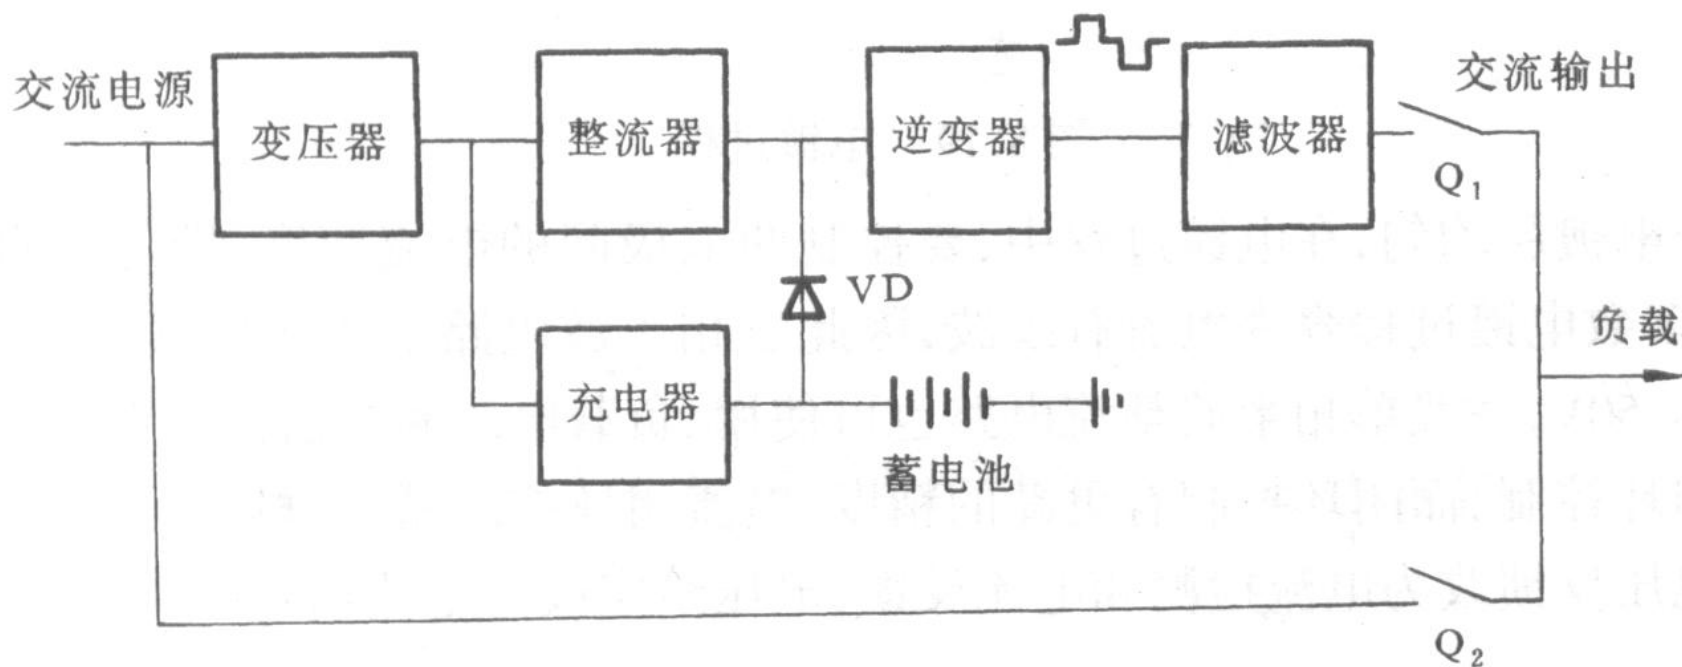 交流电源
变压器
整流器
逆变器
滤波器
交流输出
Q₁
VD
充电器
蓄电池
负载
Q₂